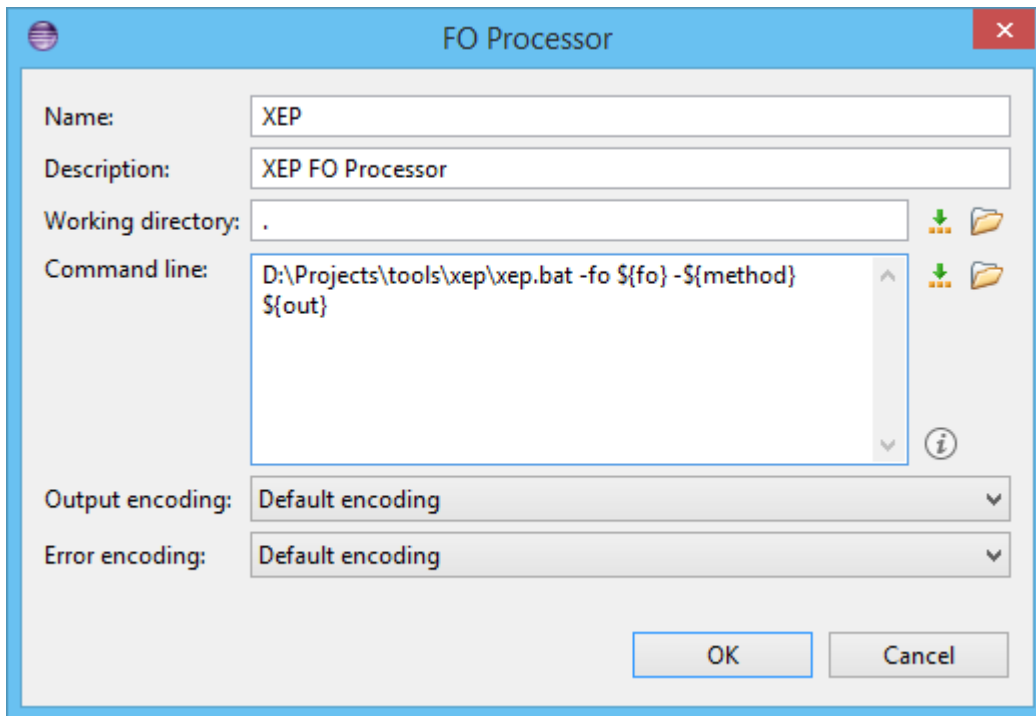 FO Processor
Name: XEP
Description: XEP FO Processor
Working directory: .
Command line: D:\Projects\tools\xep\xep.bat -fo ${fo} -${method}
${out}
Output encoding: Default encoding
Error encoding: Default encoding
OK Cancel